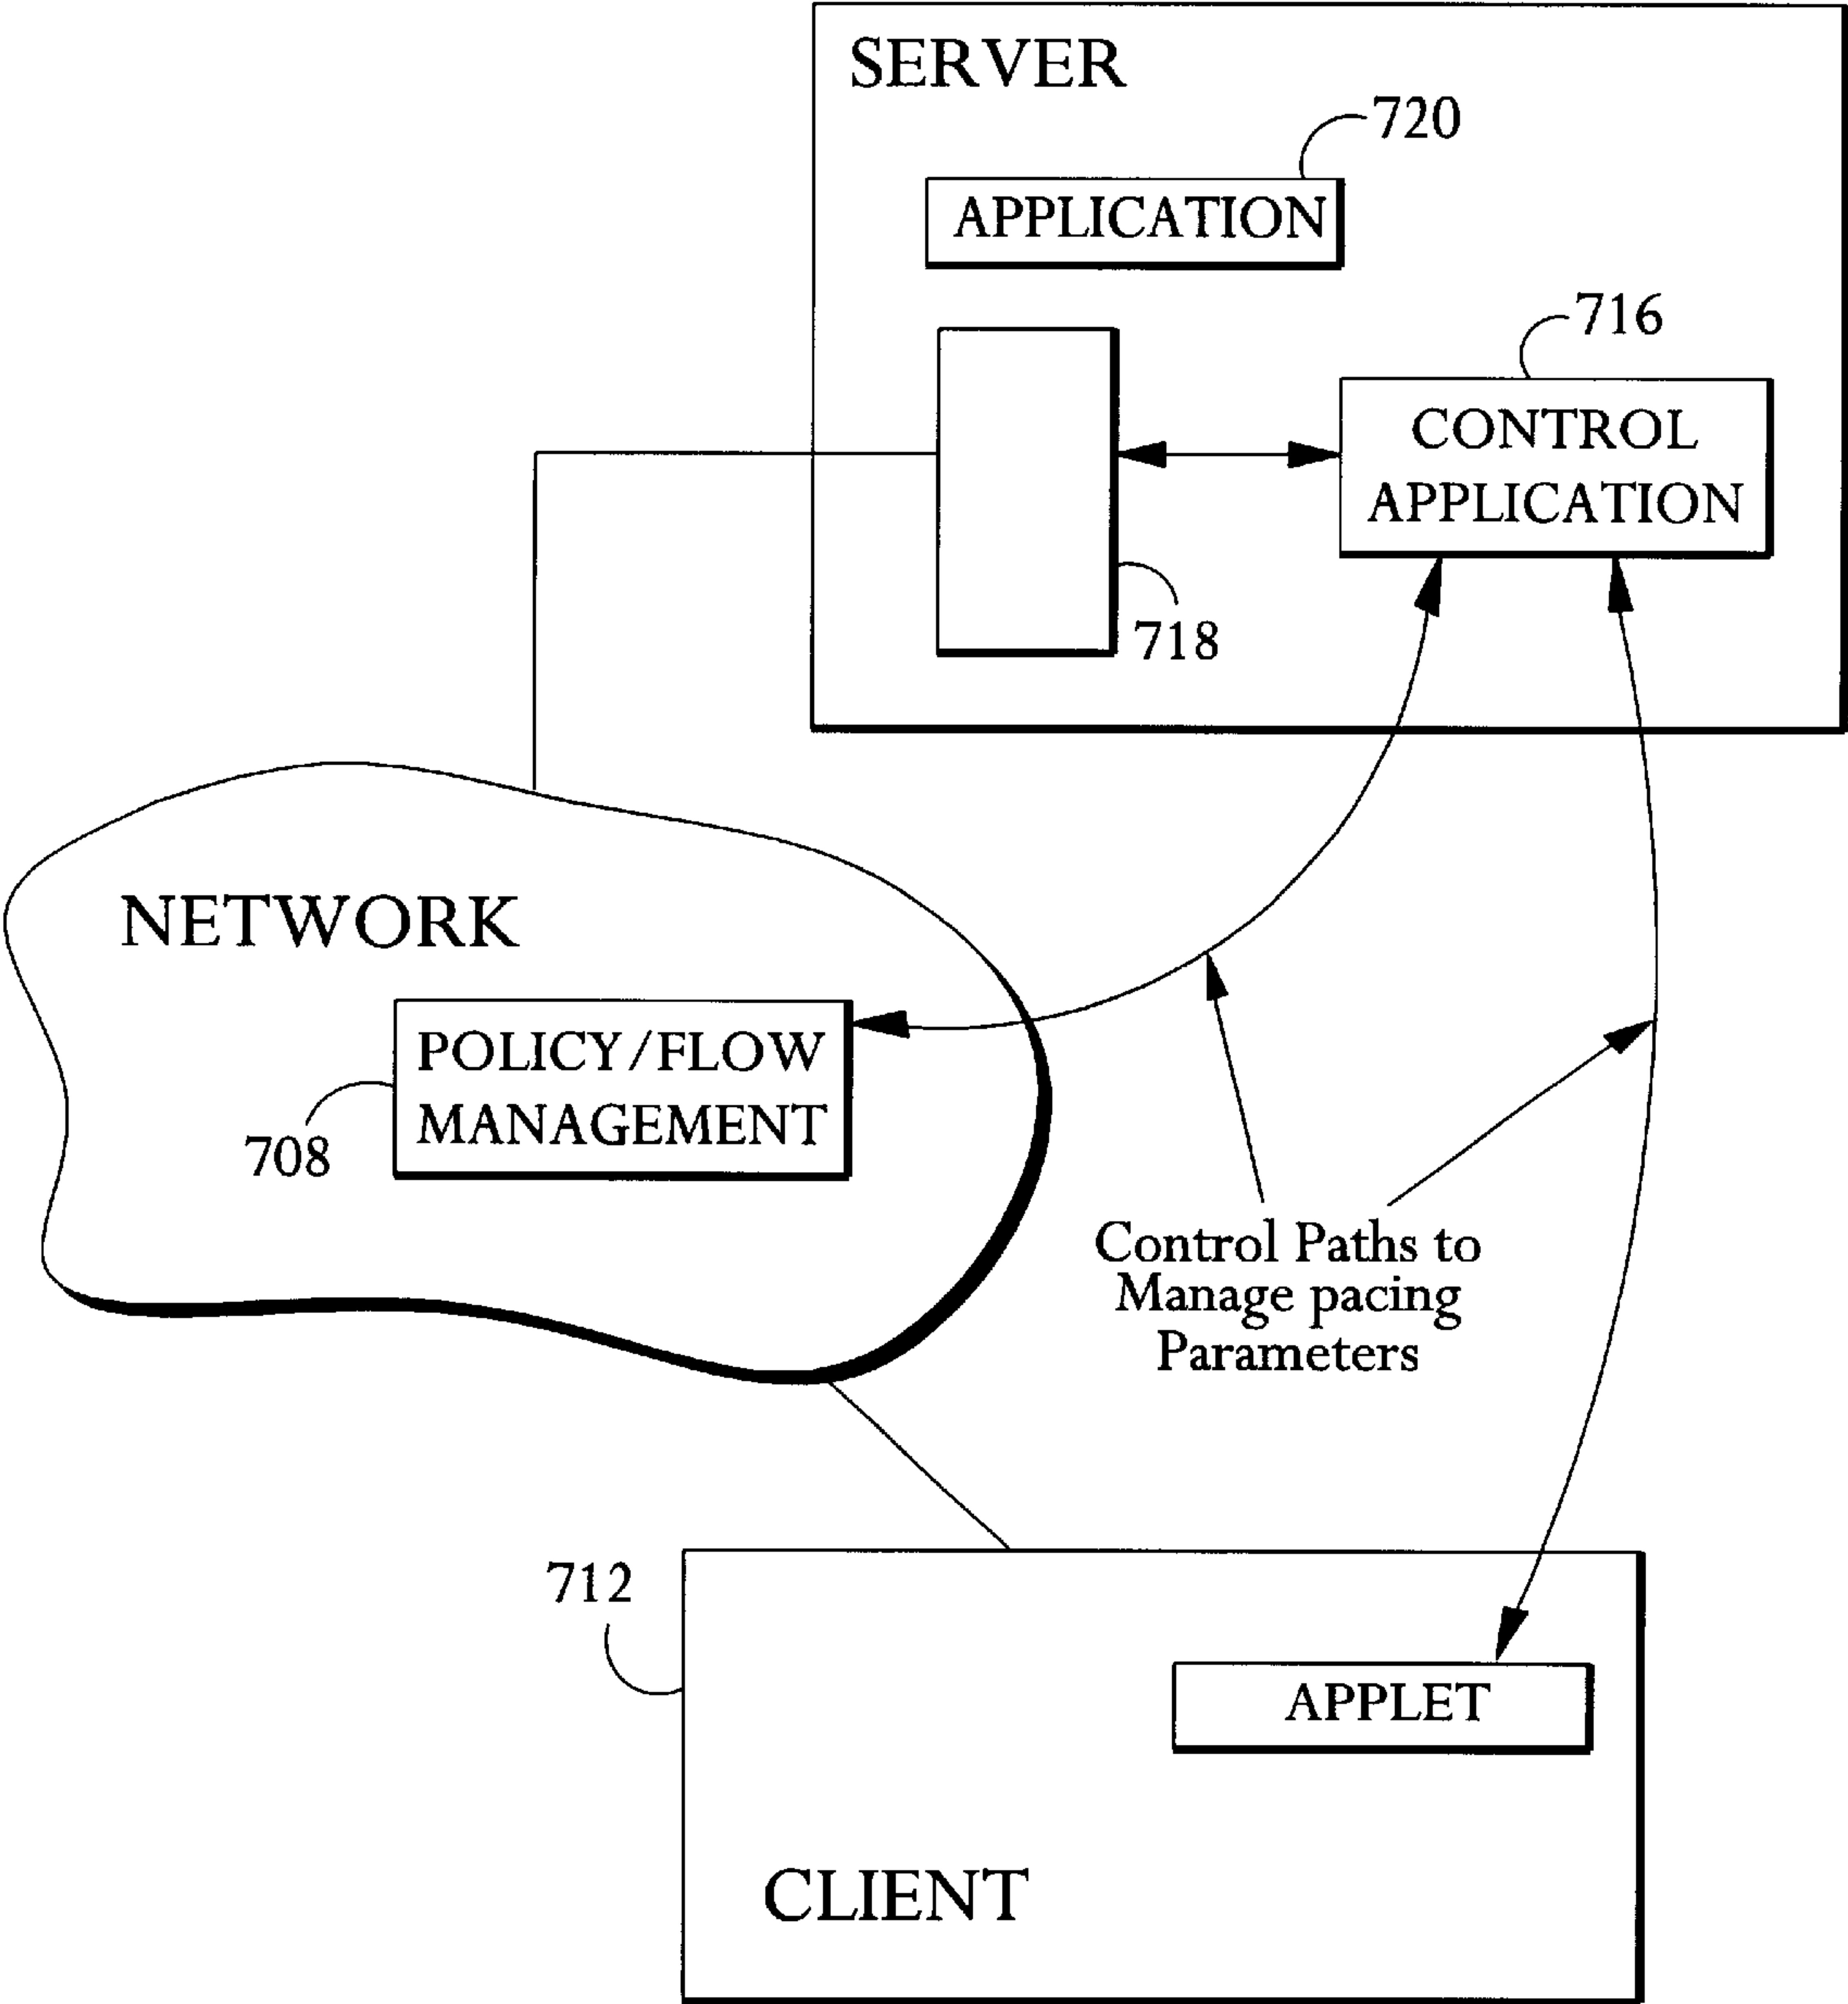 SERVER
720
APPLICATION
716
CONTROL
APPLICATION
718
NETWORK
POLICY/FLOW
MANAGEMENT
708
Control Paths to
Manage pacing
Parameters
712
APPLET
CLIENT